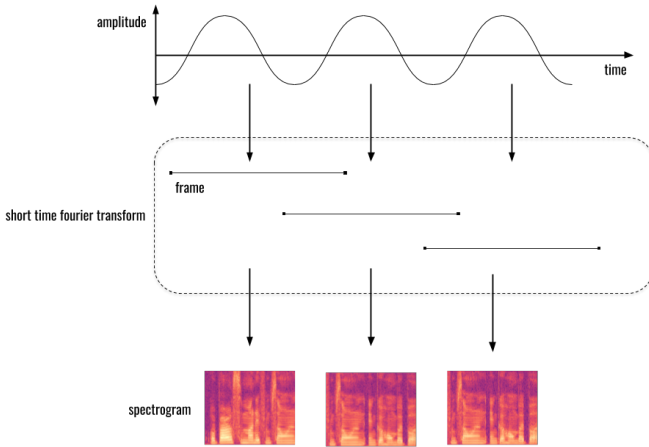 amplitude
time
frame
short time fourier transform
spectrogram